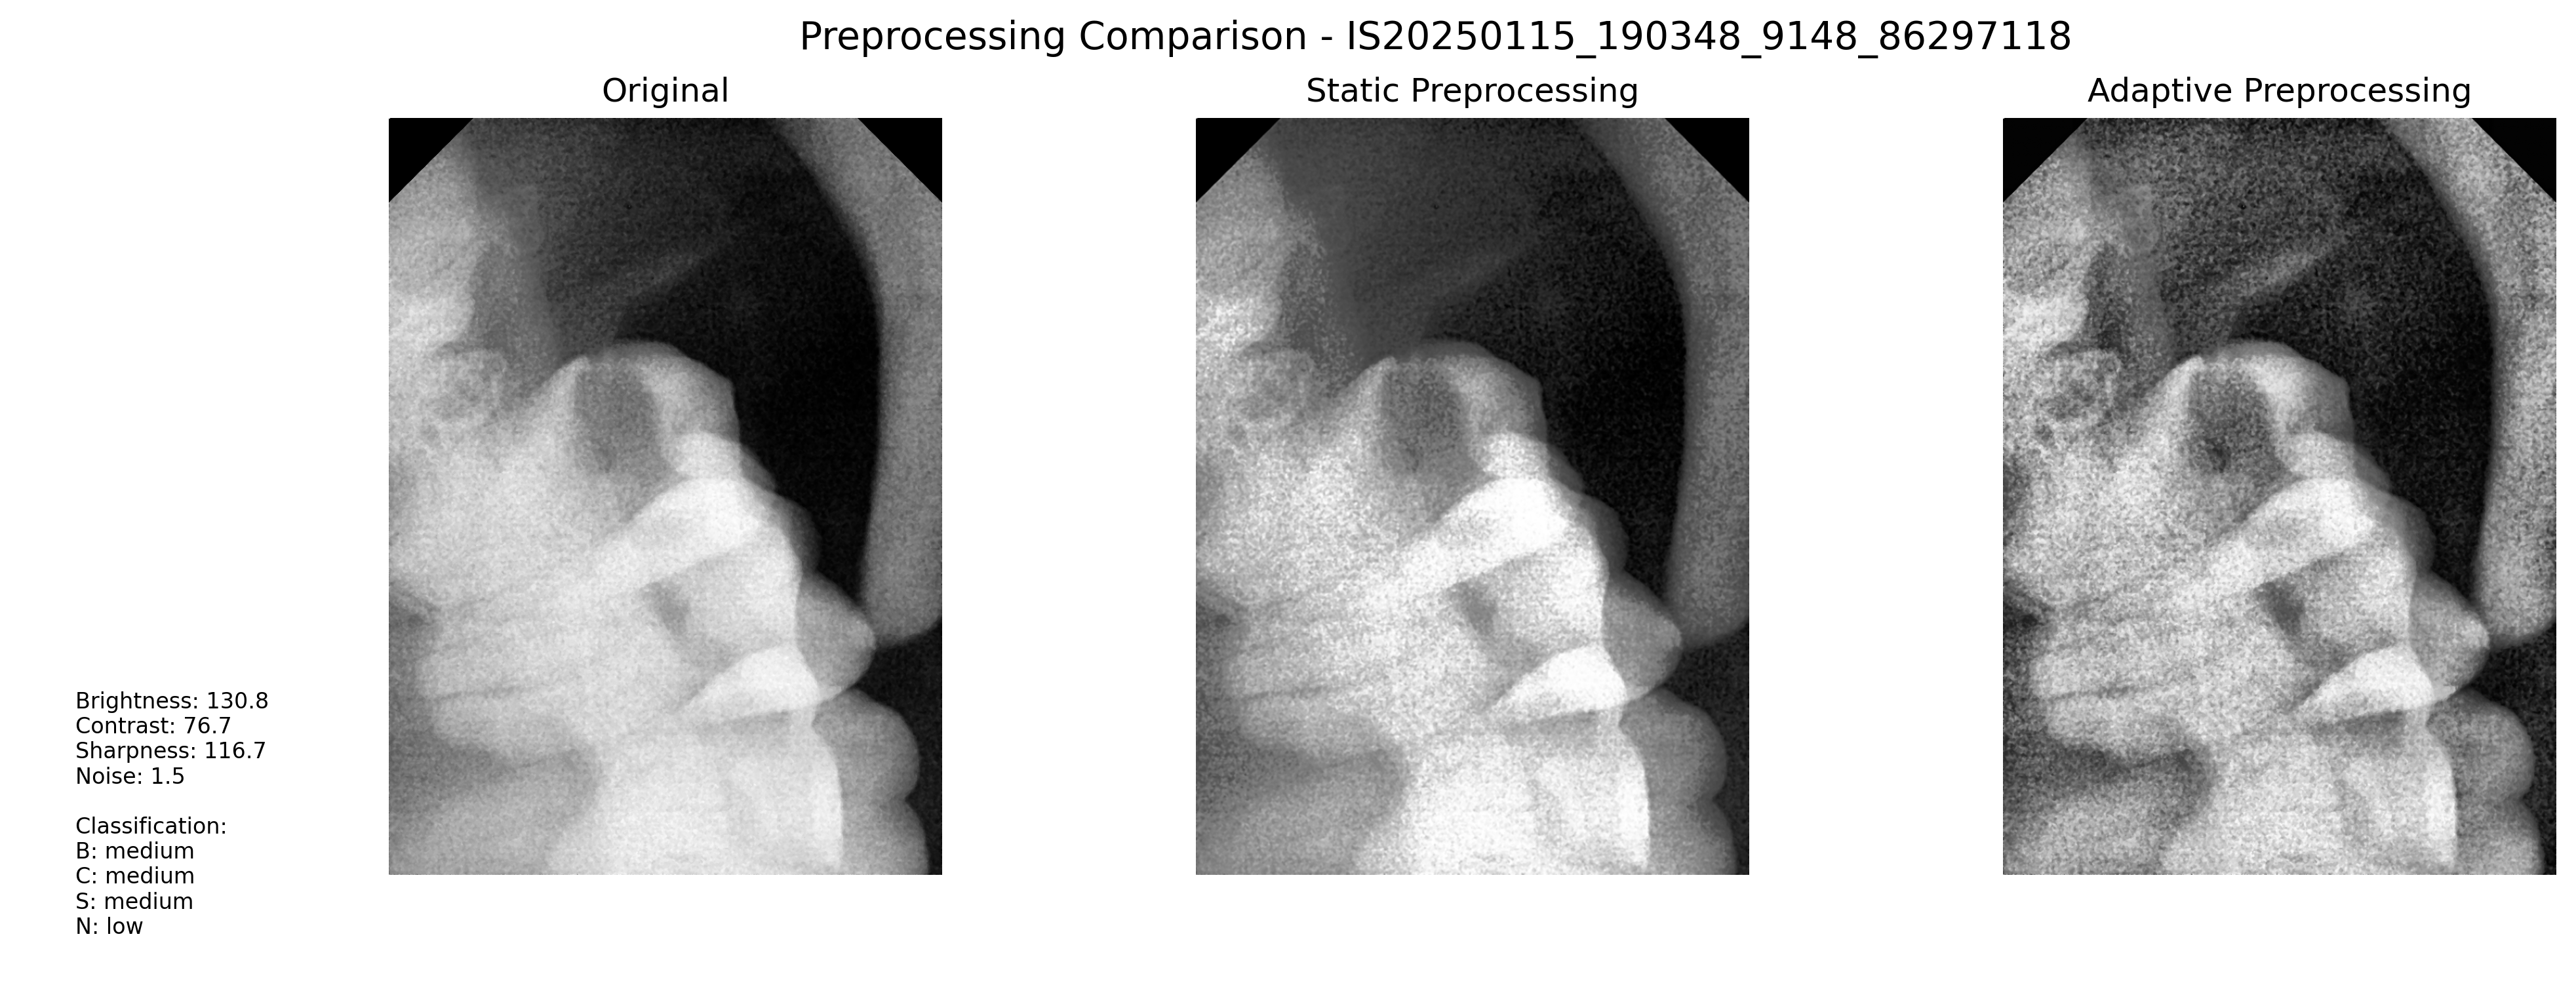 Preprocessing Comparison - IS20250115_190348_9148_86297118
Original
Static Preprocessing
Adaptive Preprocessing
Brightness: 130.8
Contrast: 76.7
Sharpness: 116.7
Noise: 1.5
Classification:
B: medium
C: medium
S: medium
N: low